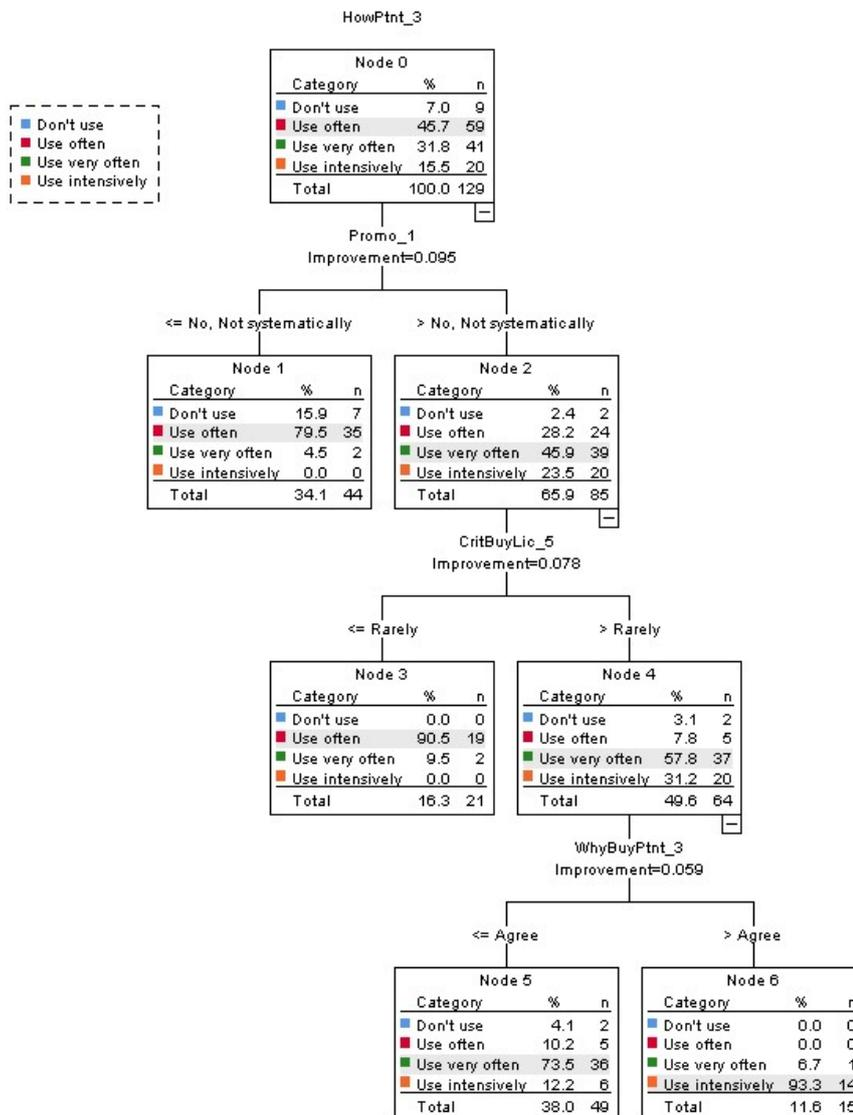 HowPtnt_3
Node 0
Category % n
Don't use 7.0 9
Use often 45.7 59
Use very often 31.8 41
Use intensively 15.5 20
Total 100.0 129
Don't use
Use often
Use very often
Use intensively
Promo_1
Improvement=0.095
<= No, Not systematically
> No, Not systematically
Node 1
Category % n
Don't use 15.9 7
Use often 79.5 35
Use very often 4.5 2
Use intensively 0.0 0
Total 34.1 44
Node 2
Category % n
Don't use 2.4 2
Use often 28.2 24
Use very often 45.9 39
Use intensively 23.5 20
Total 65.9 85
CritBuyLic_5
Improvement=0.078
<= Rarely
> Rarely
Node 3
Category % n
Don't use 0.0 0
Use often 90.5 19
Use very often 9.5 2
Use intensively 0.0 0
Total 16.3 21
Node 4
Category % n
Don't use 3.1 2
Use often 7.8 5
Use very often 57.8 37
Use intensively 31.2 20
Total 49.6 64
WhyBuyPtnt_3
Improvement=0.059
<= Agree
> Agree
Node 5
Category % n
Don't use 4.1 2
Use often 10.2 5
Use very often 73.5 36
Use intensively 12.2 6
Total 38.0 49
Node 6
Category % n
Don't use 0.0 0
Use often 0.0 0
Use very often 6.7 1
Use intensively 93.3 14
Total 11.6 15